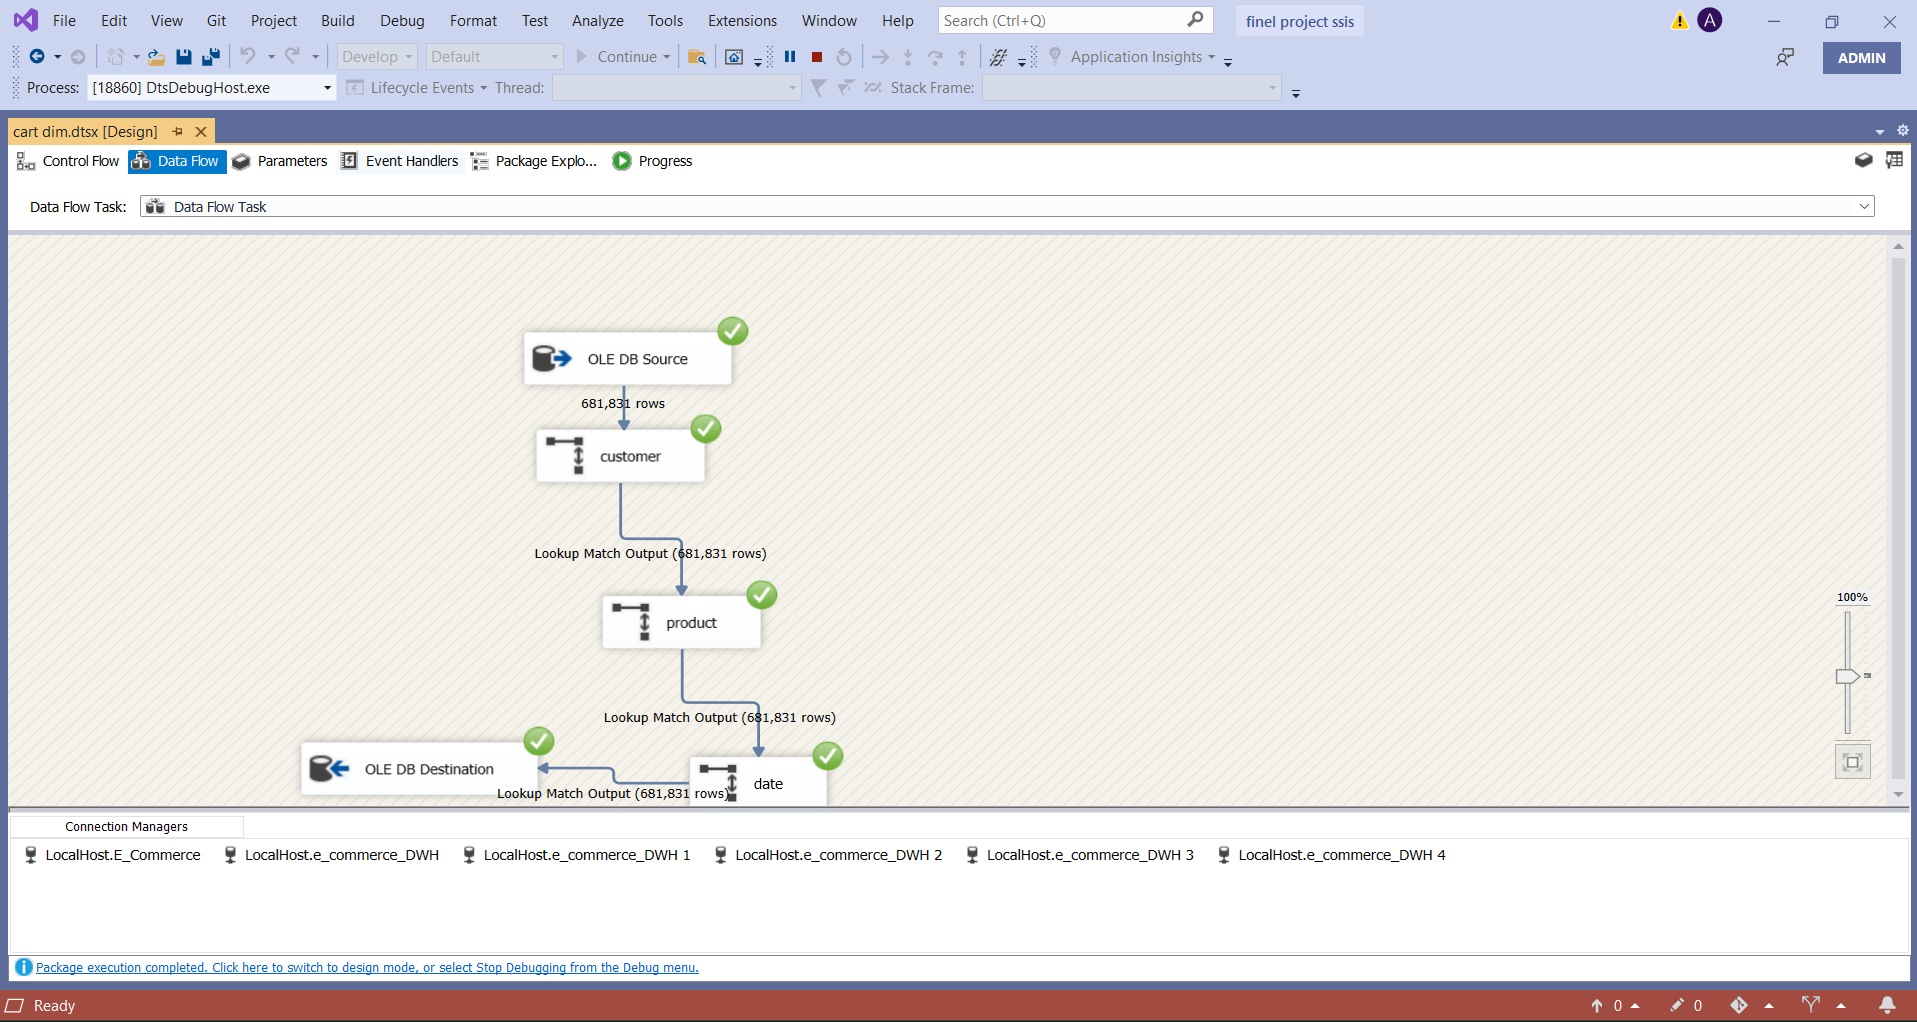 File Edit View Git Project Build Debug Format Test Analyze Tools Extensions Window Help Search (Ctrl+Q) finel project ssis A
Develop Default Continue Application Insights ADMIN
Process: [18860] DtsDebugHost.exe Lifecycle Events Thread: Stack Frame:
cart dim.dtsx [Design]
Control Flow Data Flow Parameters Event Handlers Package Explo... Progress
Data Flow Task: Data Flow Task
OLE DB Source
681,831 rows
customer
Lookup Match Output (681,831 rows)
100%
product
Lookup Match Output (681,831 rows)
OLE DB Destination
date
Lookup Match Output (681,831 rows)
Connection Managers
LocalHost.E_Commerce LocalHost.e_commerce_DWH LocalHost.e_commerce_DWH 1 LocalHost.e_commerce_DWH 2 LocalHost.e_commerce_DWH 3 LocalHost.e_commerce_DWH 4
Package execution completed. Click here to switch to design mode, or select Stop Debugging from the Debug menu.
Ready 0 0